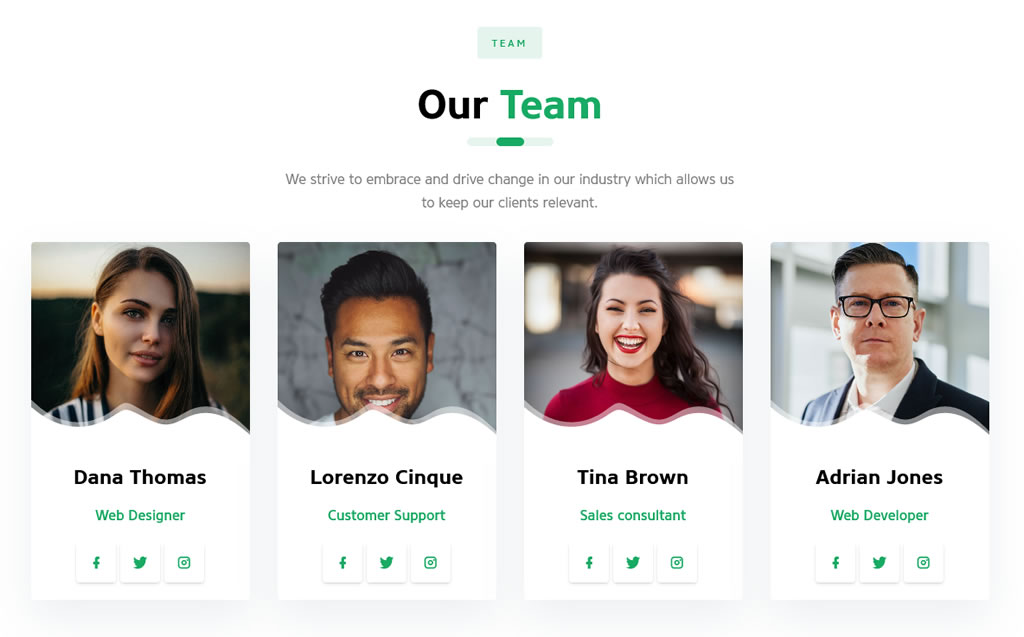 TEAM
Our Team
We strive to embrace and drive change in our industry which allows us
to keep our clients relevant.
Dana Thomas
Web Designer
Lorenzo Cinque
Customer Support
Tina Brown
Sales consultant
Adrian Jones
Web Developer